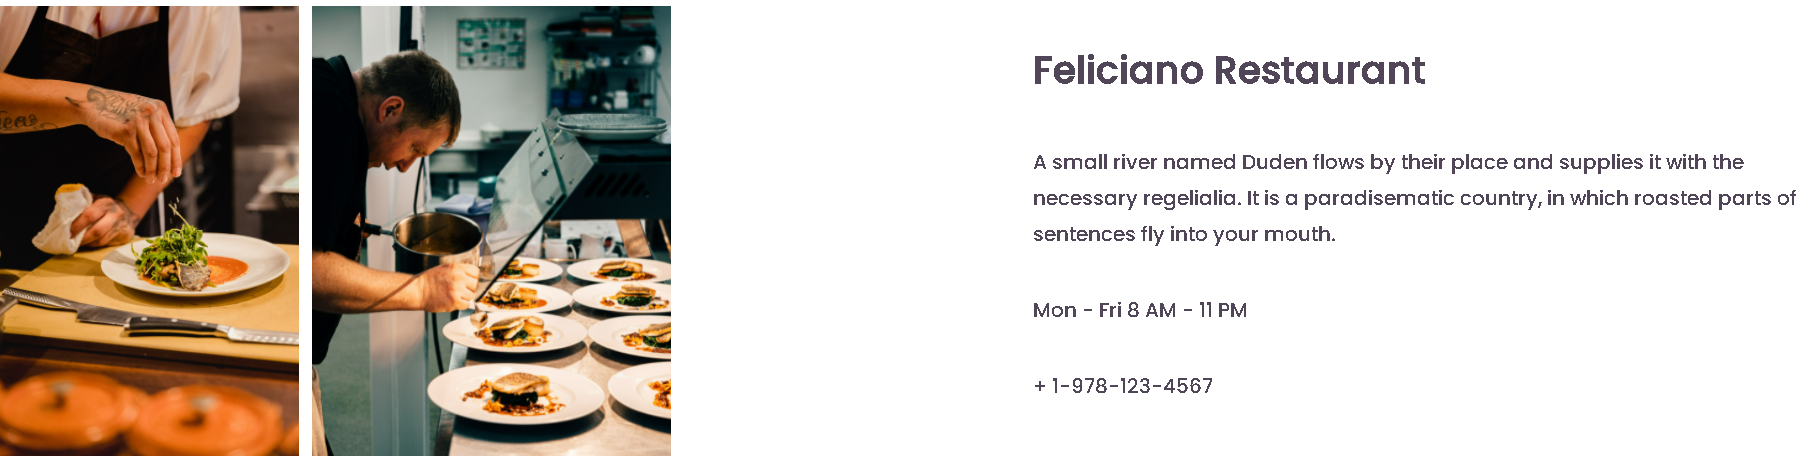 Feliciano Restaurant
A small river named Duden flows by their place and supplies it with the
necessary regelialia. It is a paradisematic country, in which roasted parts of
sentences fly into your mouth.
Mon - Fri 8 AM - 11 PM
+ 1-978-123-4567